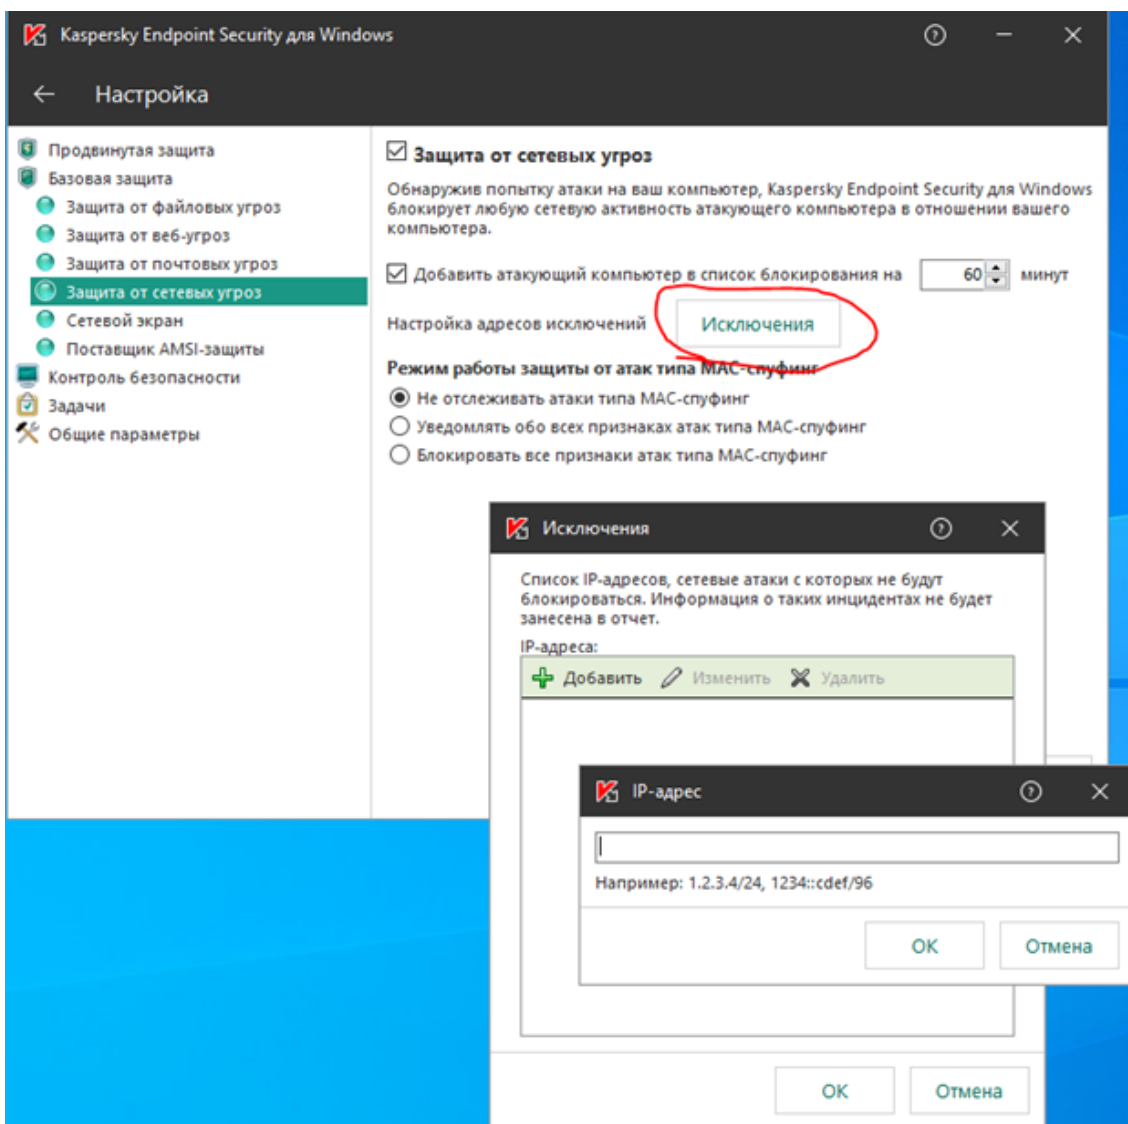 Kaspersky Endpoint Security для Windows
Настройка
Продвинутая защита
Базовая защита
Защита от файловых угроз
Защита от веб-угроз
Защита от почтовых угроз
Защита от сетевых угроз
Сетевой экран
Поставщик AMSI-защиты
Контроль безопасности
Задачи
Общие параметры
Защита от сетевых угроз
Обнаружив попытку атаки на ваш компьютер, Kaspersky Endpoint Security для Windows
блокирует любую сетевую активность атакующего компьютера в отношении вашего
компьютера.
Добавить атакующий компьютер в список блокирования на 60 минут
Настройка адресов исключений Исключения
Режим работы защиты от атак типа MAC-спуфинг
Не отслеживать атаки типа MAC-спуфинг
Уведомлять обо всех признаках атак типа MAC-спуфинг
Блокировать все признаки атак типа MAC-спуфинг
Исключения
Список IP-адресов, сетевые атаки с которых не будут
блокироваться. Информация о таких инцидентах не будет
занесена в отчет.
IP-адреса:
Добавить Изменить Удалить
IP-адрес
Например: 1.2.3.4/24, 1234::cdef/96
OK Отмена
OK Отмена